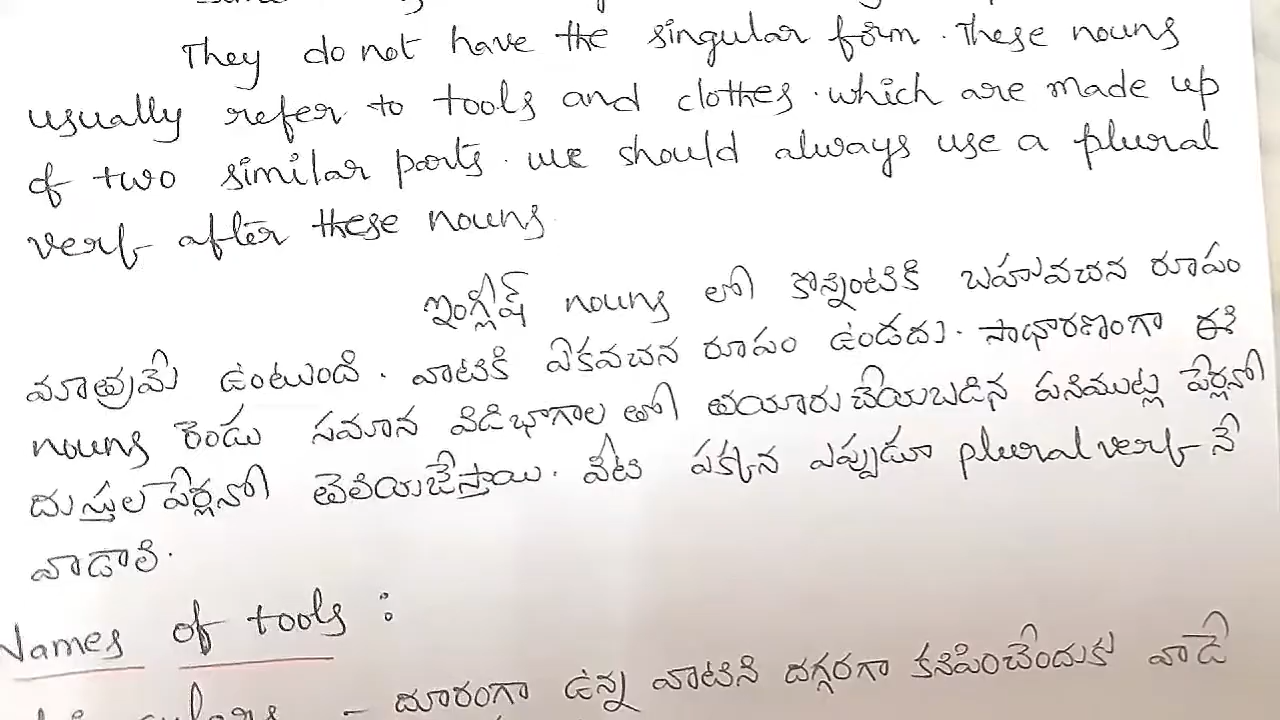 They do not have the singular form. These nouns
usually refer to tools and clothes. which are made up
of two similar parts. we should always use a plural
verb after these nouns.
ఇంగ్లీష్ nouns లో కొన్నింటికి బహువచన రూపం
మాత్రమే ఉంటుంది. వాటికి ఏకవచన రూపం ఉండదు. సాధారణంగా ఈ
nouns రెండు సమాన విడిభాగాల తో తయారుచేయబడిన పనిముట్ల పేర్లనో
దుస్తుల పేర్లనో తెలియజేస్తాయి. వీటి పక్కన ఎప్పుడూ plural verb నే
వాడాలి.
Names of tools :
– దూరంగా ఉన్న వాటిని దగ్గరగా కనిపించేందుకు వాడే